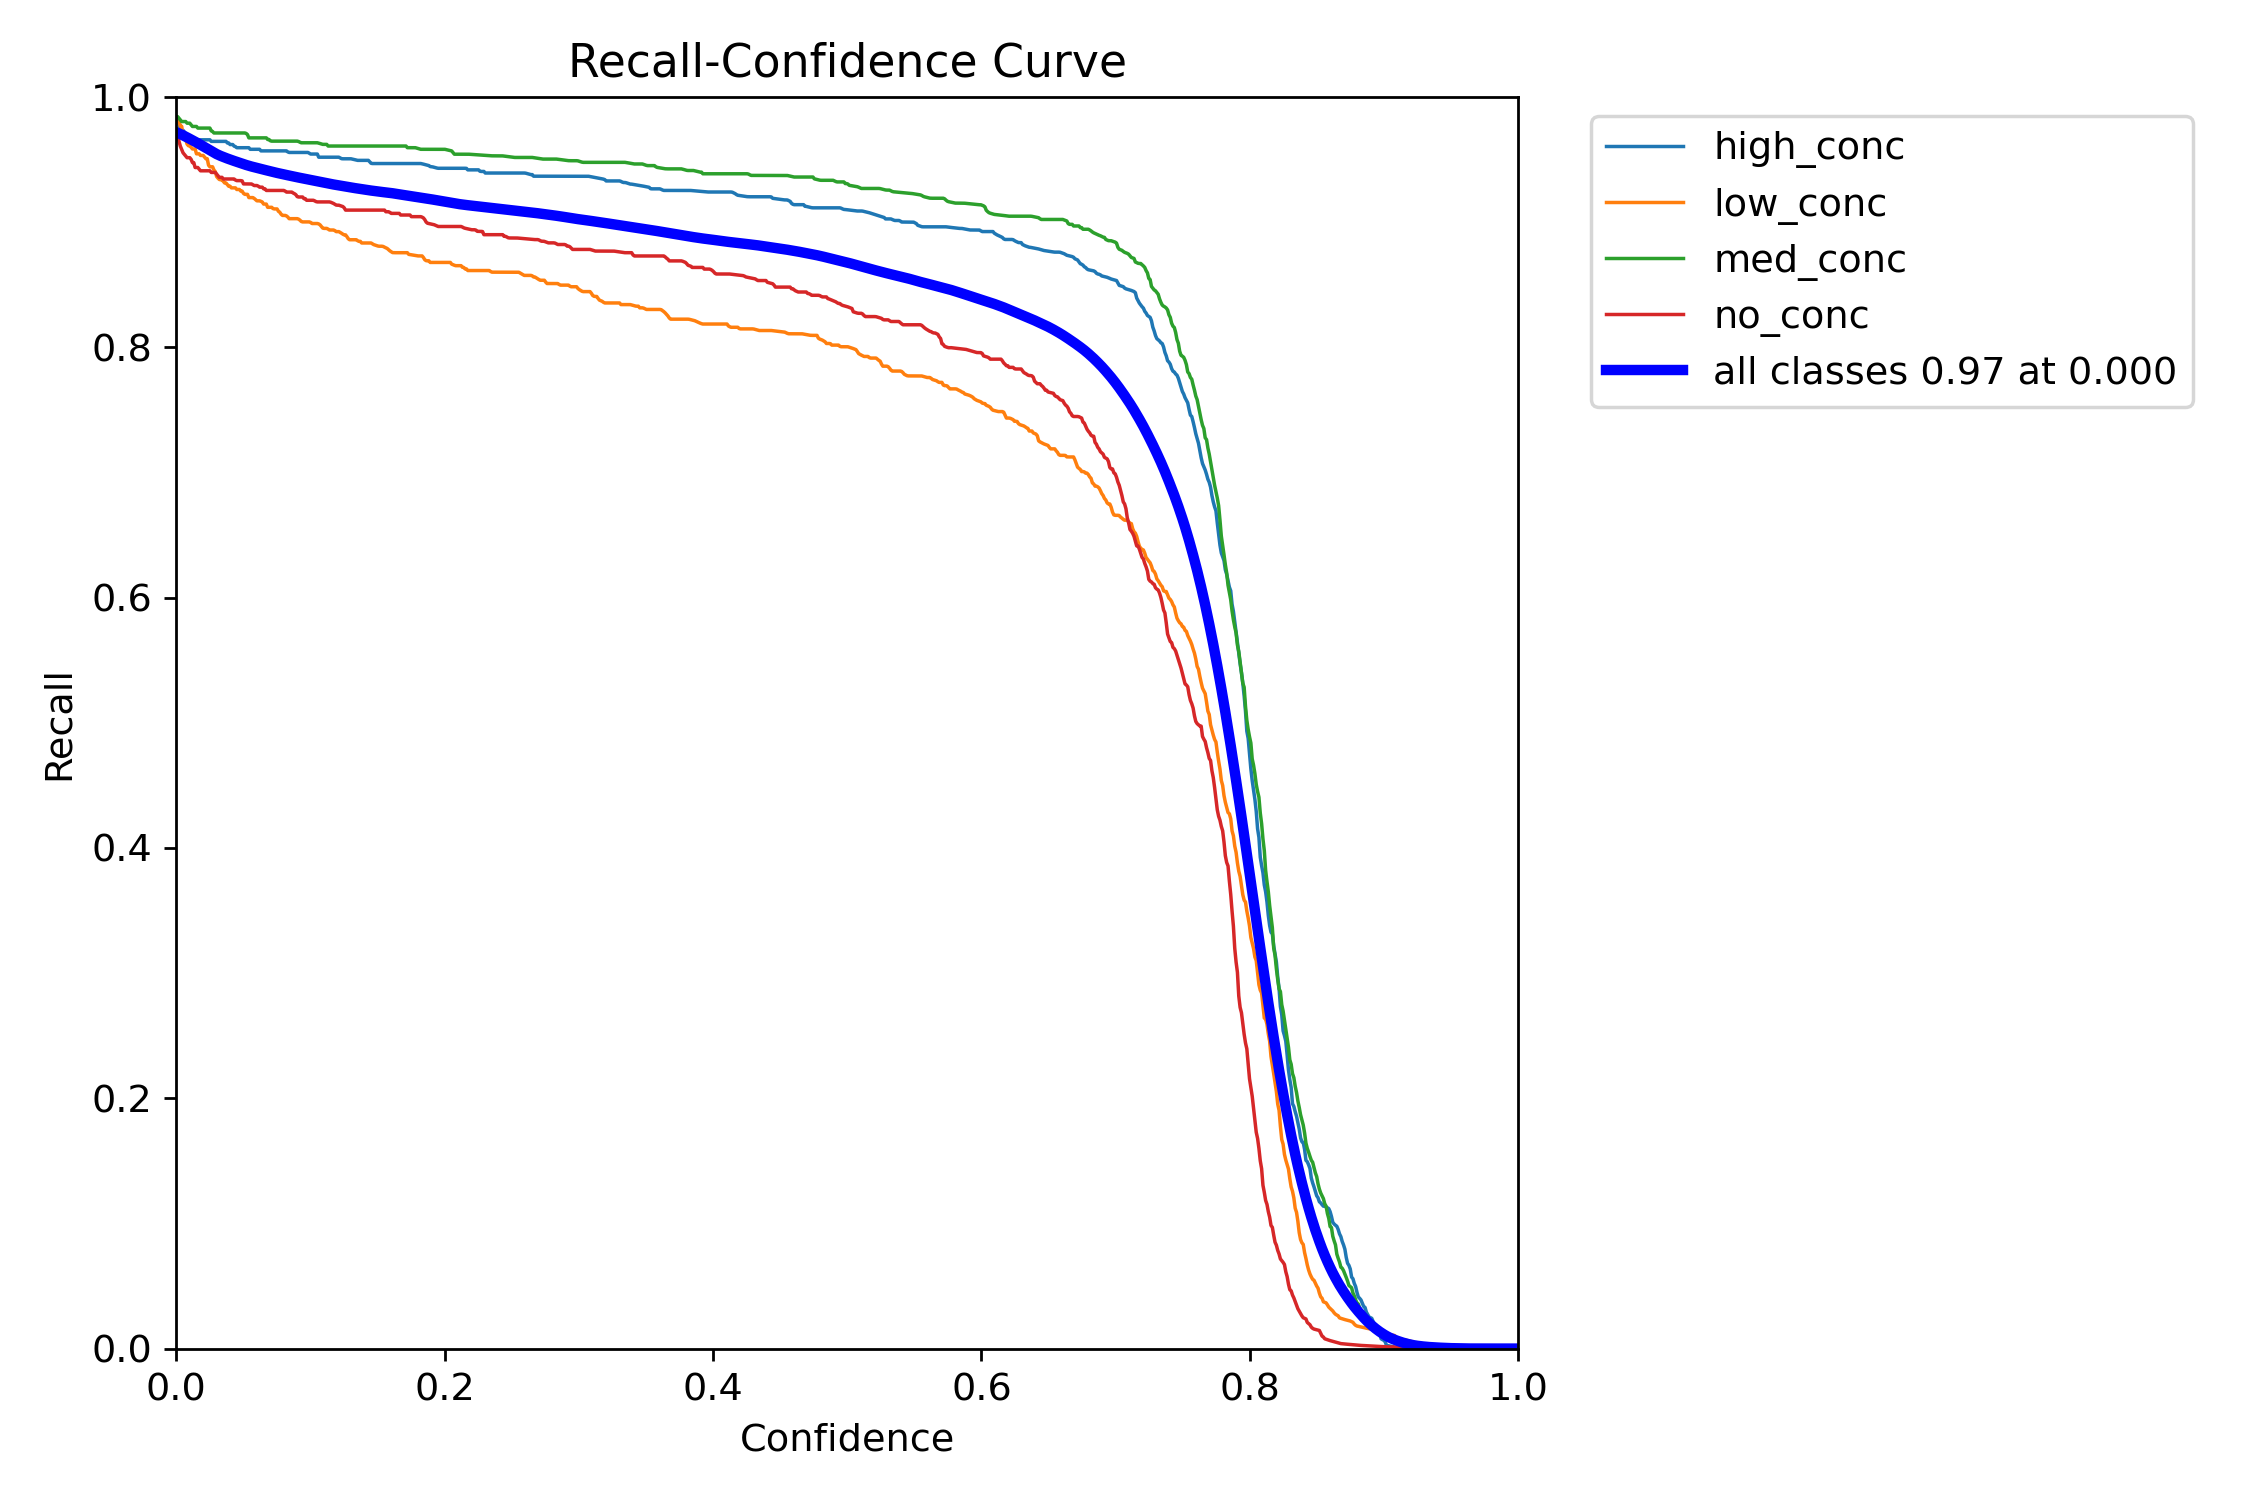 Recall-Confidence Curve
1.0
0.8
0.6
0.4
0.2
0.0
Recall
0.0 0.2 0.4 0.6 0.8 1.0
Confidence
high_conc
low_conc
med_conc
no_conc
all classes 0.97 at 0.000